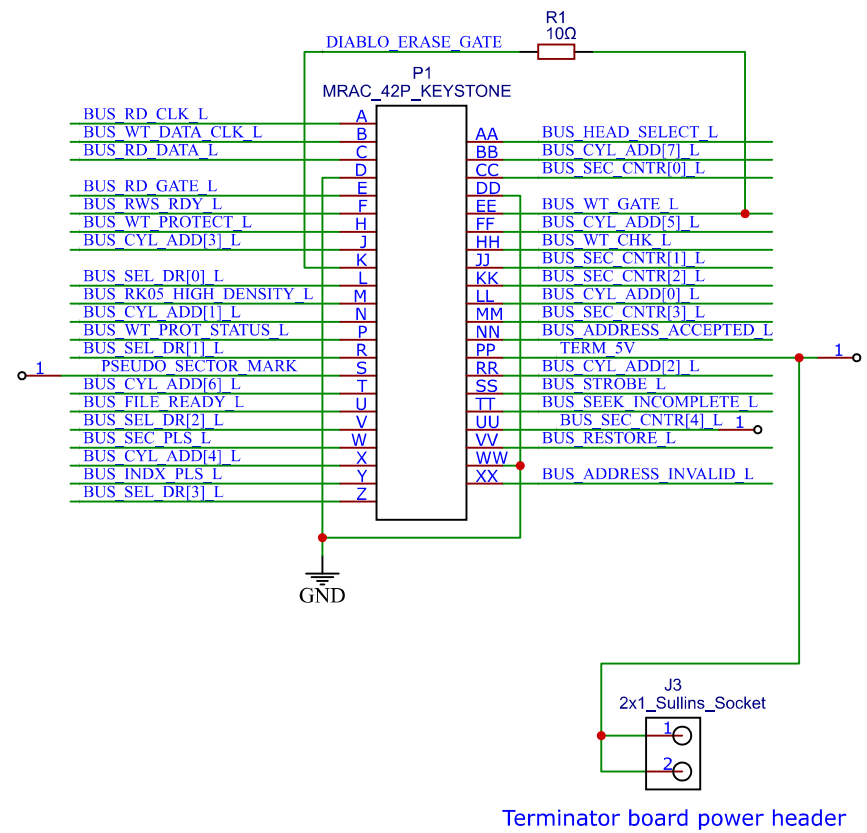 R1
10Ω
DIABLO_ERASE_GATE
P1
MRAC_42P_KEYSTONE
BUS_RD_CLK_L A
BUS_WT_DATA_CLK_L B AA BUS_HEAD_SELECT_L
BUS_RD_DATA_L C BB BUS_CYL_ADD[7]_L
D CC BUS_SEC_CNTR[0]_L
BUS_RD_GATE_L E DD
BUS_RWS_RDY_L F EE BUS_WT_GATE_L
BUS_WT_PROTECT_L H FF BUS_CYL_ADD[5]_L
BUS_CYL_ADD[3]_L J HH BUS_WT_CHK_L
K JJ BUS_SEC_CNTR[1]_L
BUS_SEL_DR[0]_L L KK BUS_SEC_CNTR[2]_L
BUS_RK05_HIGH_DENSITY_L M LL BUS_CYL_ADD[0]_L
BUS_CYL_ADD[1]_L N MM BUS_SEC_CNTR[3]_L
BUS_WT_PROT_STATUS_L P NN BUS_ADDRESS_ACCEPTED_L
BUS_SEL_DR[1]_L R PP TERM_5V 1
1 PSEUDO_SECTOR_MARK S RR BUS_CYL_ADD[2]_L
BUS_CYL_ADD[6]_L T SS BUS_STROBE_L
BUS_FILE_READY_L U TT BUS_SEEK_INCOMPLETE_L
BUS_SEL_DR[2]_L V UU BUS_SEC_CNTR[4]_L 1
BUS_SEC_PLS_L W VV BUS_RESTORE_L
BUS_CYL_ADD[4]_L X WW
BUS_INDX_PLS_L Y XX BUS_ADDRESS_INVALID_L
BUS_SEL_DR[3]_L Z
GND
J3
2x1_Sullins_Socket
1
2
Terminator board power header